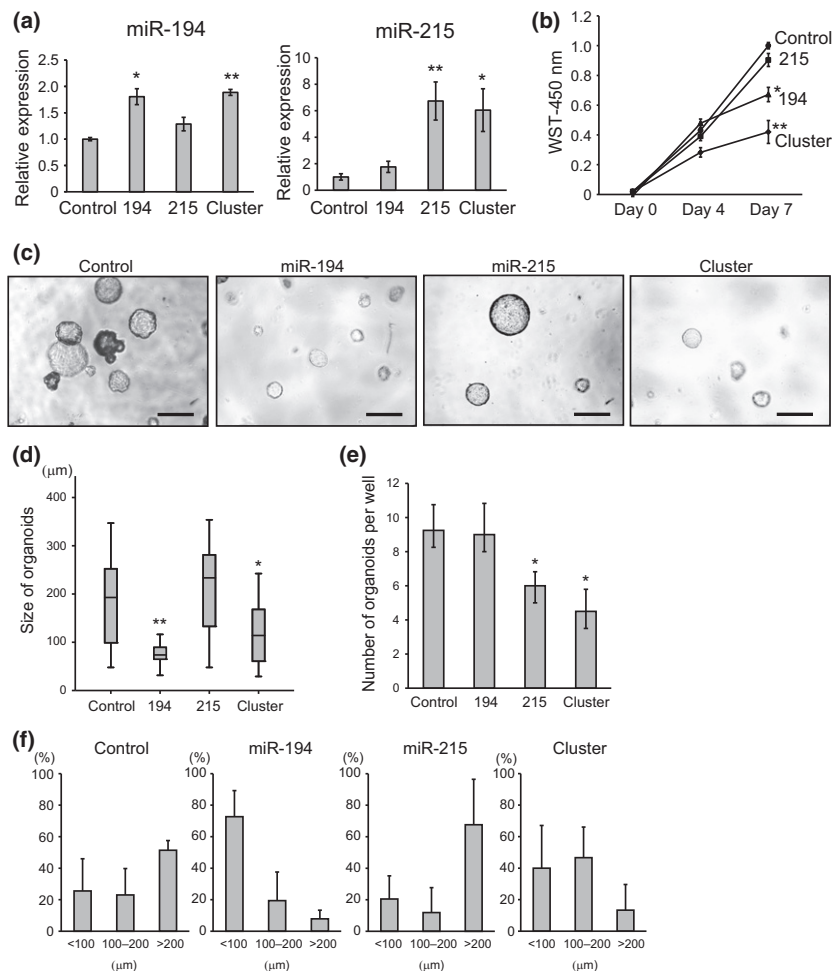 (a)
miR-194
Relative expression
2.5
2.0
1.5
1.0
0.5
0.0
*
**
Control 194 215 Cluster
miR-215
Relative expression
10
8
6
4
2
0
**
*
Control 194 215 Cluster
(b)
WST-450 nm
1.2
1.0
0.8
0.6
0.4
0.2
0
Control
215
*194
**
Cluster
Day 0 Day 4 Day 7
(c)
Control
miR-194
miR-215
Cluster
(d)
(μm)
Size of organoids
400
300
200
100
0
**
*
Control 194 215 Cluster
(e)
Number of organoids per well
12
10
8
6
4
2
0
*
*
Control 194 215 Cluster
(f)
Control
(%)
100
80
60
40
20
0
<100 100–200 >200
(μm)
miR-194
(%)
100
80
60
40
20
0
<100 100–200 >200
(μm)
miR-215
(%)
100
80
60
40
20
0
<100 100–200 >200
(μm)
Cluster
(%)
100
80
60
40
20
0
<100 100–200 >200
(μm)